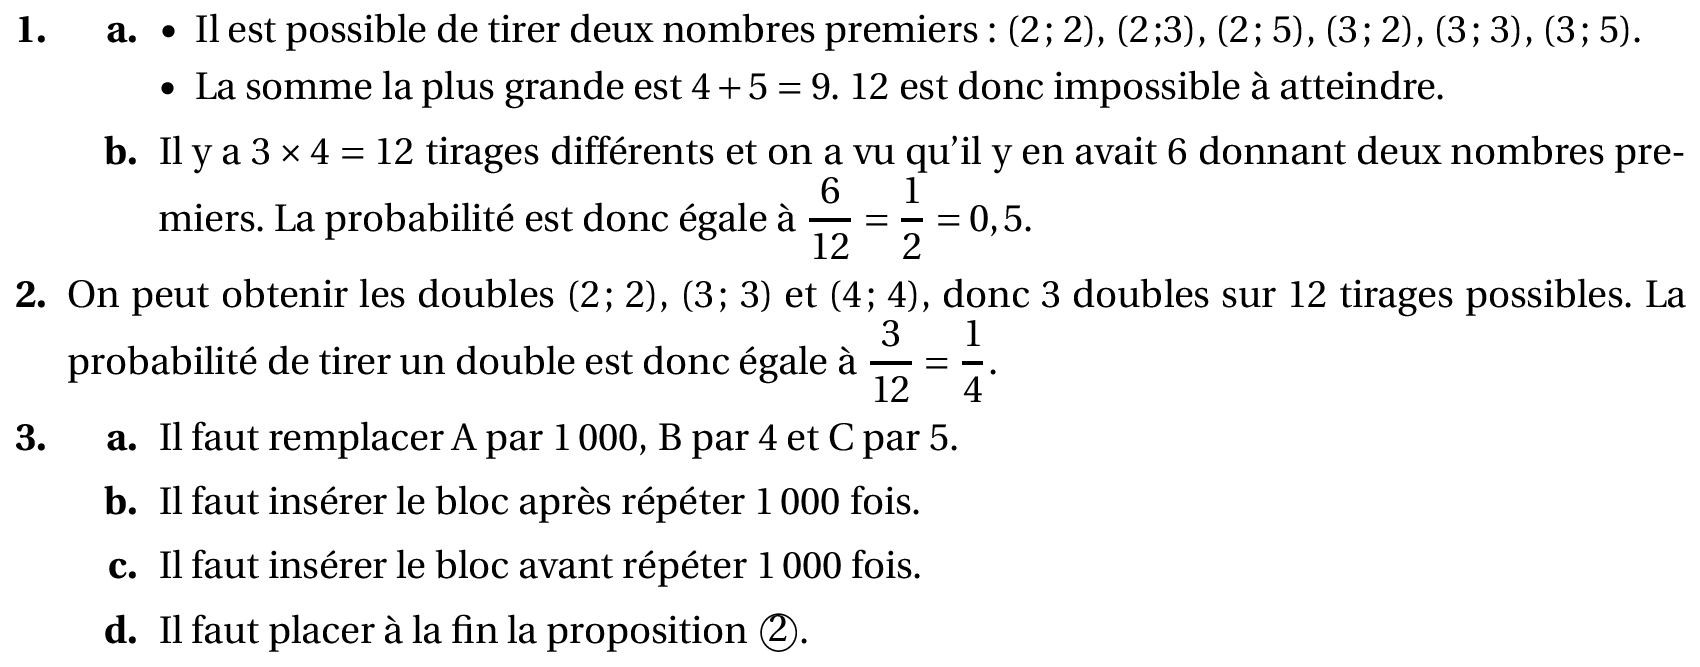 1. a. • Il est possible de tirer deux nombres premiers : (2 ; 2), (2 ;3), (2 ; 5), (3 ; 2), (3 ; 3), (3 ; 5).
• La somme la plus grande est 4 + 5 = 9. 12 est donc impossible à atteindre.
b. Il y a 3 × 4 = 12 tirages différents et on a vu qu'il y en avait 6 donnant deux nombres pre-
miers. La probabilité est donc égale à 6/12 = 1/2 = 0,5.
2. On peut obtenir les doubles (2 ; 2), (3 ; 3) et (4 ; 4), donc 3 doubles sur 12 tirages possibles. La
probabilité de tirer un double est donc égale à 3/12 = 1/4.
3. a. Il faut remplacer A par 1 000, B par 4 et C par 5.
b. Il faut insérer le bloc après répéter 1 000 fois.
c. Il faut insérer le bloc avant répéter 1 000 fois.
d. Il faut placer à la fin la proposition ②.